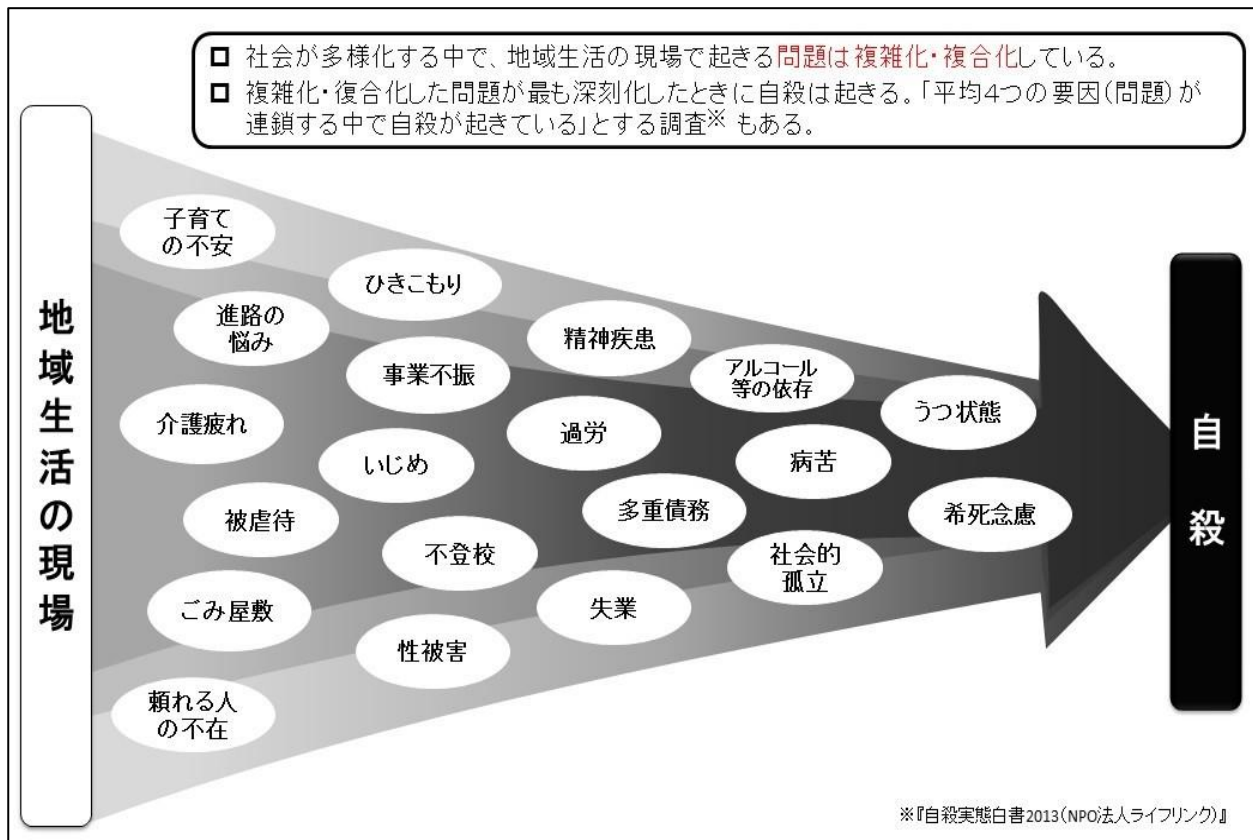 □ 社会が多様化する中で、地域生活の現場で起きる問題は複雑化・複合化している。
□ 複雑化・復合化した問題が最も深刻化したときに自殺は起きる。「平均4つの要因(問題)が
連鎖する中で自殺が起きている」とする調査※ もある。
地域生活の現場
子育て
の不安
進路の
悩み
介護疲れ
被虐待
ごみ屋敷
頼れる人
の不在
ひきこもり
事業不振
いじめ
不登校
性被害
精神疾患
過労
多重債務
失業
アルコール
等の依存
病苦
社会的
孤立
うつ状態
希死念慮
自殺
※『自殺実態白書2013(NPO法人ライフリンク)』